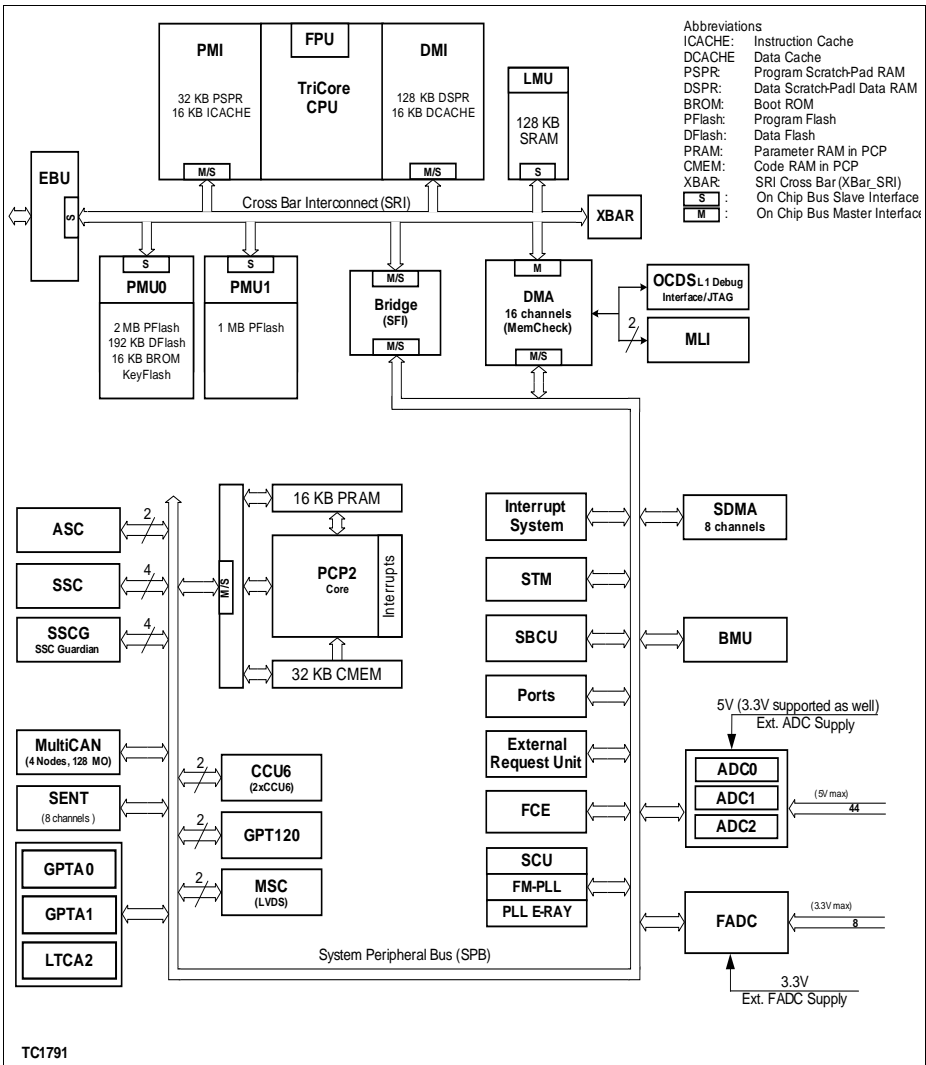 PMI
32 KB PSPR
16 KB ICACHE
M/S
FPU
TriCore
CPU
DMI
128 KB DSPR
16 KB DCACHE
M/S
LMU
128 KB
SRAM
S
Abbreviations:
ICACHE: Instruction Cache
DCACHE Data Cache
PSPR: Program Scratch-Pad RAM
DSPR: Data Scratch-Padl Data RAM
BROM: Boot ROM
PFlash: Program Flash
DFlash: Data Flash
PRAM: Parameter RAM in PCP
CMEM: Code RAM in PCP
XBAR: SRI Cross Bar (XBar_SRI)
S : On Chip Bus Slave Interface
M : On Chip Bus Master Interface
EBU
S
Cross Bar Interconnect (SRI)
XBAR
S
PMU0
2 MB PFlash
192 KB DFlash
16 KB BROM
KeyFlash
S
PMU1
1 MB PFlash
M/S
Bridge
(SFI)
M/S
M
DMA
16 channels
(MemCheck)
M/S
OCDS L1 Debug
Interface/JTAG
2
MLI
ASC
2
SSC
4
SSCG
SSC Guardian
4
M/S
16 KB PRAM
PCP2
Core
Interrupts
32 KB CMEM
Interrupt
System
SDMA
8 channels
STM
SBCU
BMU
Ports
External
Request Unit
FCE
SCU
FM-PLL
PLL E-RAY
5V (3.3V supported as well)
Ext. ADC Supply
ADC0
ADC1
ADC2
(5V max)
44
FADC
(3.3V max)
8
3.3V
Ext. FADC Supply
MultiCAN
(4 Nodes, 128 MO)
SENT
(8 channels )
GPTA0
GPTA1
LTCA2
2
CCU6
(2xCCU6)
2
GPT120
2
MSC
(LVDS)
System Peripheral Bus (SPB)
TC1791